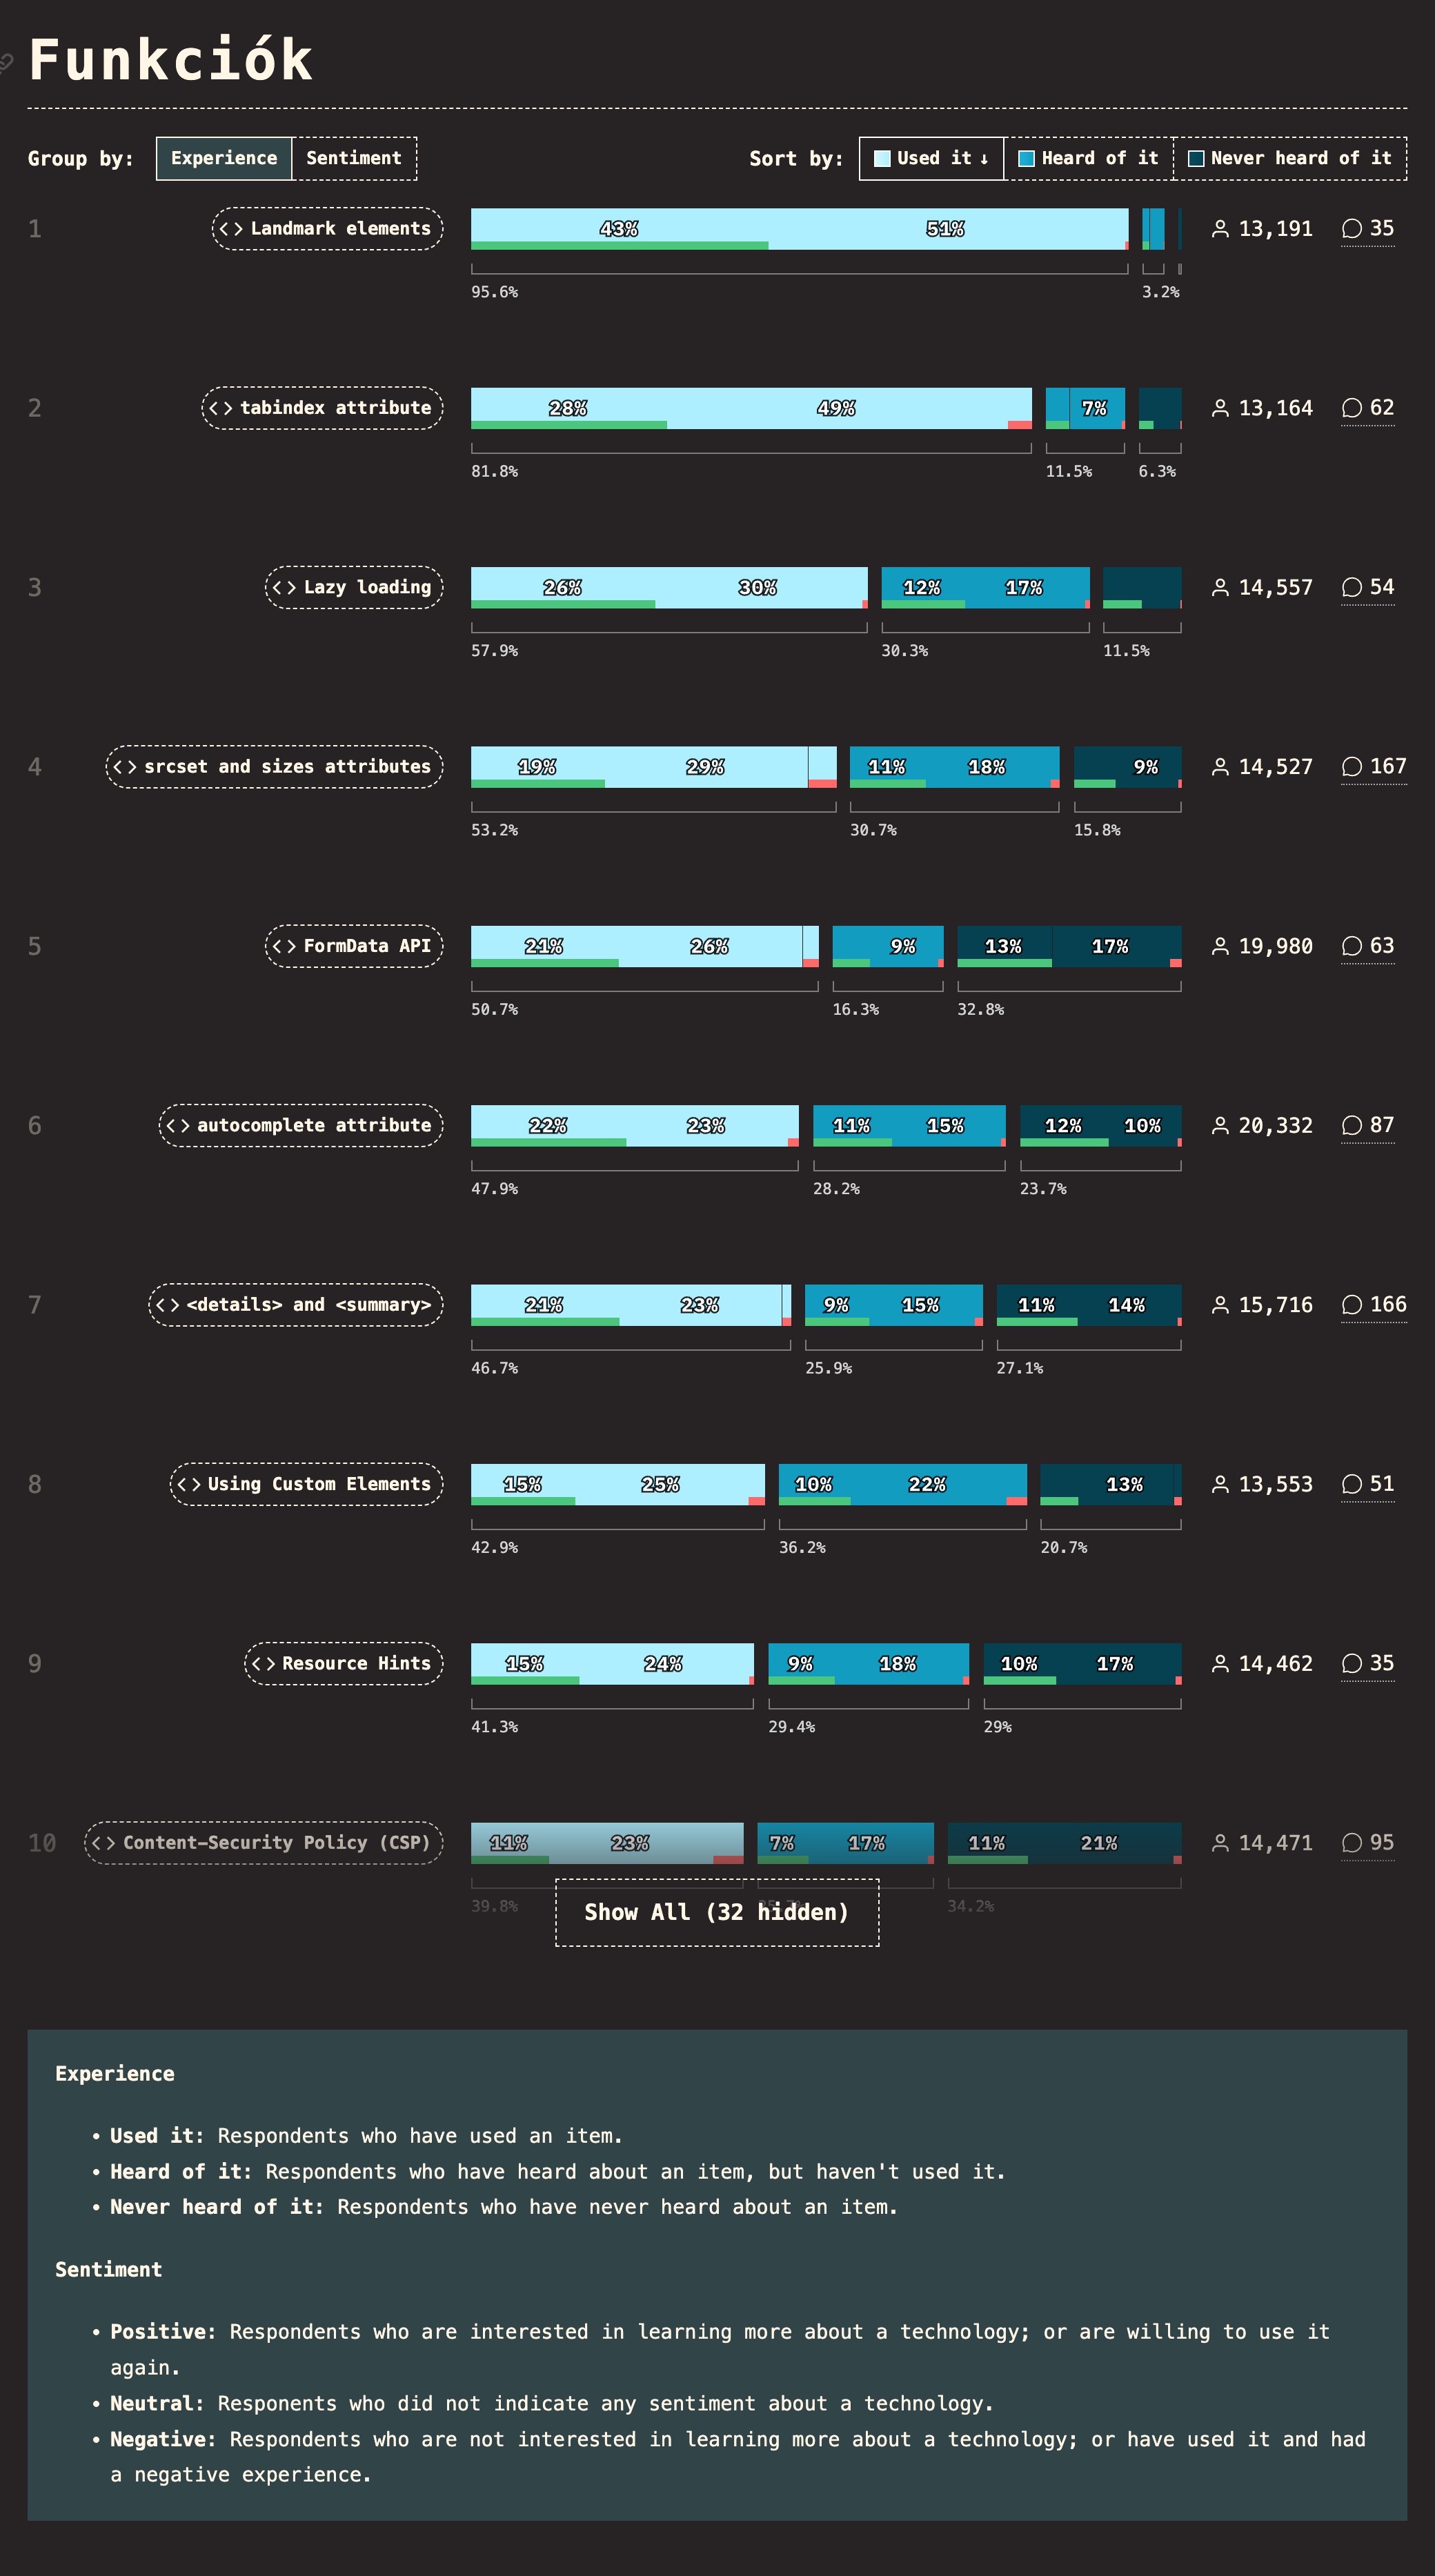 Funkciók
Group by: Experience Sentiment Sort by: Used it ↓ Heard of it Never heard of it
1 <> Landmark elements 43% 51% 13,191 35
95.6% 3.2%
2 <> tabindex attribute 28% 49% 7% 13,164 62
81.8% 11.5% 6.3%
3 <> Lazy loading 26% 30% 12% 17% 14,557 54
57.9% 30.3% 11.5%
4 <> srcset and sizes attributes 19% 29% 11% 18% 9% 14,527 167
53.2% 30.7% 15.8%
5 <> FormData API 21% 26% 9% 13% 17% 19,980 63
50.7% 16.3% 32.8%
6 <> autocomplete attribute 22% 23% 11% 15% 12% 10% 20,332 87
47.9% 28.2% 23.7%
7 <> <details> and <summary> 21% 23% 9% 15% 11% 14% 15,716 166
46.7% 25.9% 27.1%
8 <> Using Custom Elements 15% 25% 10% 22% 13% 13,553 51
42.9% 36.2% 20.7%
9 <> Resource Hints 15% 24% 9% 18% 10% 17% 14,462 35
41.3% 29.4% 29%
10 <> Content-Security Policy (CSP) 11% 23% 7% 17% 11% 21% 14,471 95
39.8% 34.2%
Show All (32 hidden)
Experience
• Used it: Respondents who have used an item.
• Heard of it: Respondents who have heard about an item, but haven't used it.
• Never heard of it: Respondents who have never heard about an item.
Sentiment
• Positive: Respondents who are interested in learning more about a technology; or are willing to use it
again.
• Neutral: Responents who did not indicate any sentiment about a technology.
• Negative: Respondents who are not interested in learning more about a technology; or have used it and had
a negative experience.